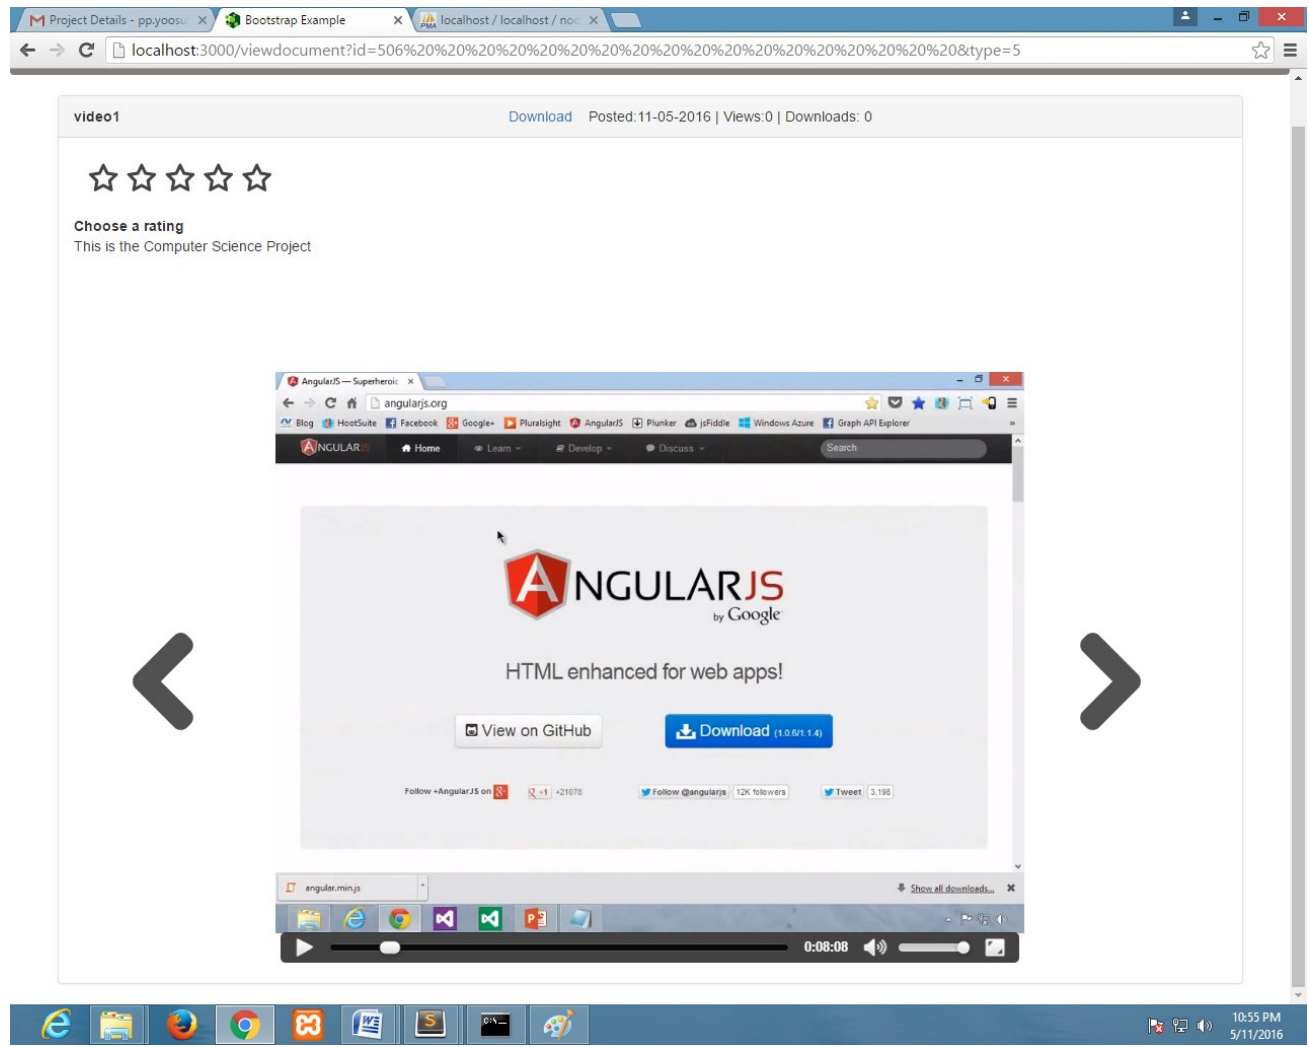 Project Details - pp.yoosu
Bootstrap Example
localhost / localhost / noc
localhost:3000/viewdocument?id=506%20%20%20%20%20%20%20%20%20%20%20%20%20%20%20%20&type=5
video1
Download Posted:11-05-2016 | Views:0 | Downloads: 0
Choose a rating
This is the Computer Science Project
AngularJS — Superheroic
angularjs.org
Blog HootSuite Facebook Google+ Pluralsight AngularJS Plunker jsFiddle Windows Azure Graph API Explorer »
ANGULARJS Home Learn Develop Discuss Search
ANGULARJS
by Google
HTML enhanced for web apps!
View on GitHub Download (1.0.6/1.1.4)
Follow +AngularJS on +1 +21078 Follow @angularjs 12K followers Tweet 3,198
angular.min.js Show all downloads...
0:08:08
10:55 PM
5/11/2016